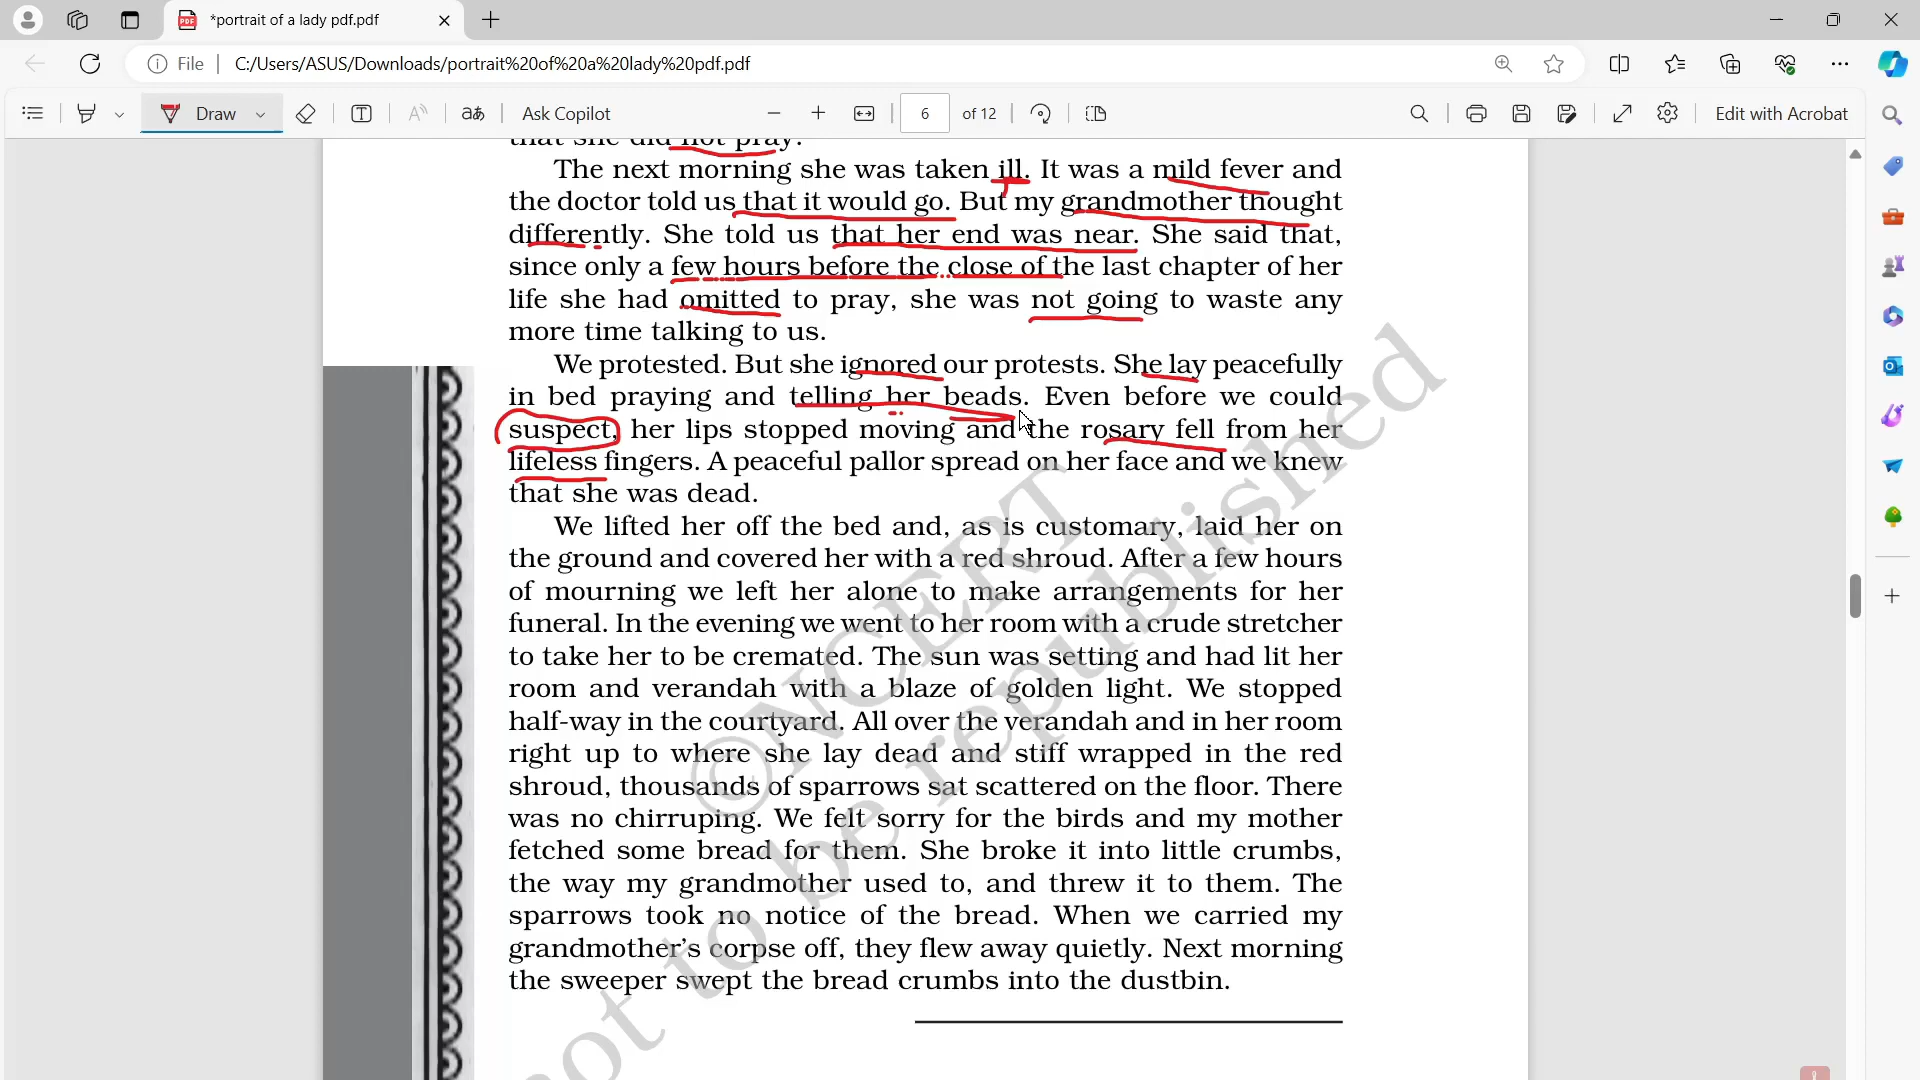 *portrait of a lady pdf.pdf
File
C:/Users/ASUS/Downloads/portrait%20of%20a%20lady%20pdf.pdf
Draw
Ask Copilot
6
of 12
Edit with Acrobat
that she did not pray.
The next morning she was taken ill. It was a mild fever and
the doctor told us that it would go. But my grandmother thought
differently. She told us that her end was near. She said that,
since only a few hours before the close of the last chapter of her
life she had omitted to pray, she was not going to waste any
more time talking to us.
We protested. But she ignored our protests. She lay peacefully
in bed praying and telling her beads. Even before we could
suspect, her lips stopped moving and the rosary fell from her
lifeless fingers. A peaceful pallor spread on her face and we knew
that she was dead.
We lifted her off the bed and, as is customary, laid her on
the ground and covered her with a red shroud. After a few hours
of mourning we left her alone to make arrangements for her
funeral. In the evening we went to her room with a crude stretcher
to take her to be cremated. The sun was setting and had lit her
room and verandah with a blaze of golden light. We stopped
half-way in the courtyard. All over the verandah and in her room
right up to where she lay dead and stiff wrapped in the red
shroud, thousands of sparrows sat scattered on the floor. There
was no chirruping. We felt sorry for the birds and my mother
fetched some bread for them. She broke it into little crumbs,
the way my grandmother used to, and threw it to them. The
sparrows took no notice of the bread. When we carried my
grandmother's corpse off, they flew away quietly. Next morning
the sweeper swept the bread crumbs into the dustbin.
©NCERT
not to be republished